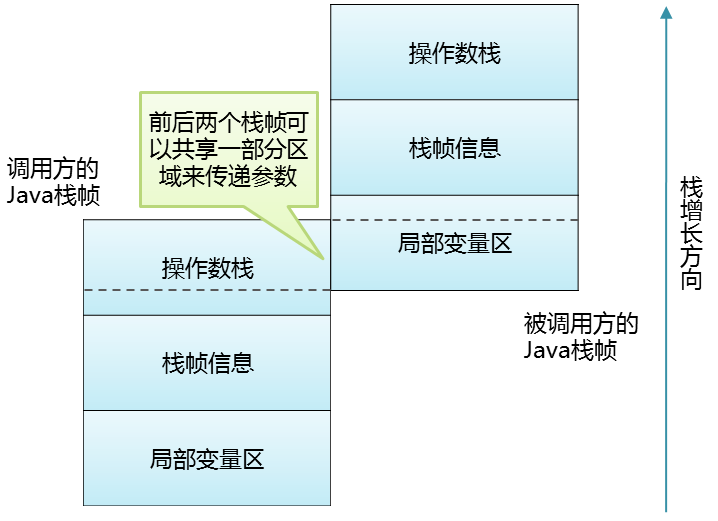 操作数栈
前后两个栈帧可
以共享一部分区
域来传递参数
栈帧信息
调用方的
Java栈帧
栈增长方向
局部变量区
操作数栈
被调用方的
Java栈帧
栈帧信息
局部变量区